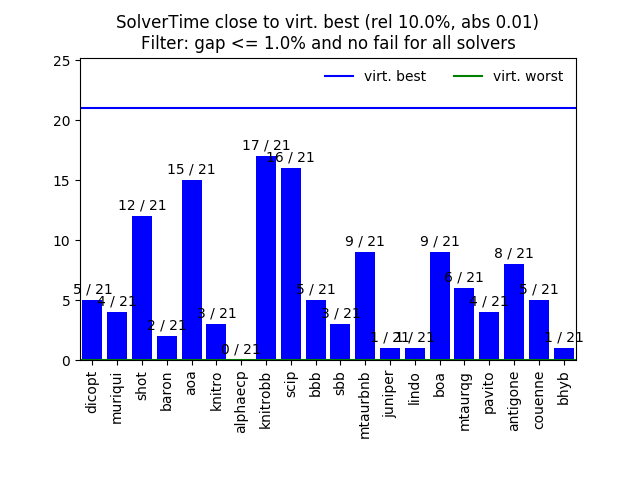 SolverTime close to virt. best (rel 10.0%, abs 0.01)
Filter: gap <= 1.0% and no fail for all solvers
virt. best
virt. worst
25
20
15
10
5
0
5 / 21
4 / 21
12 / 21
2 / 21
15 / 21
3 / 21
0 / 21
17 / 21
16 / 21
5 / 21
3 / 21
9 / 21
1 / 21
1 / 21
9 / 21
6 / 21
4 / 21
8 / 21
5 / 21
1 / 21
dicopt
muriqui
shot
baron
aoa
knitro
alphaecp
knitrobb
scip
bbb
sbb
mtaurbnb
juniper
lindo
boa
mtaurqg
pavito
antigone
couenne
bhyb